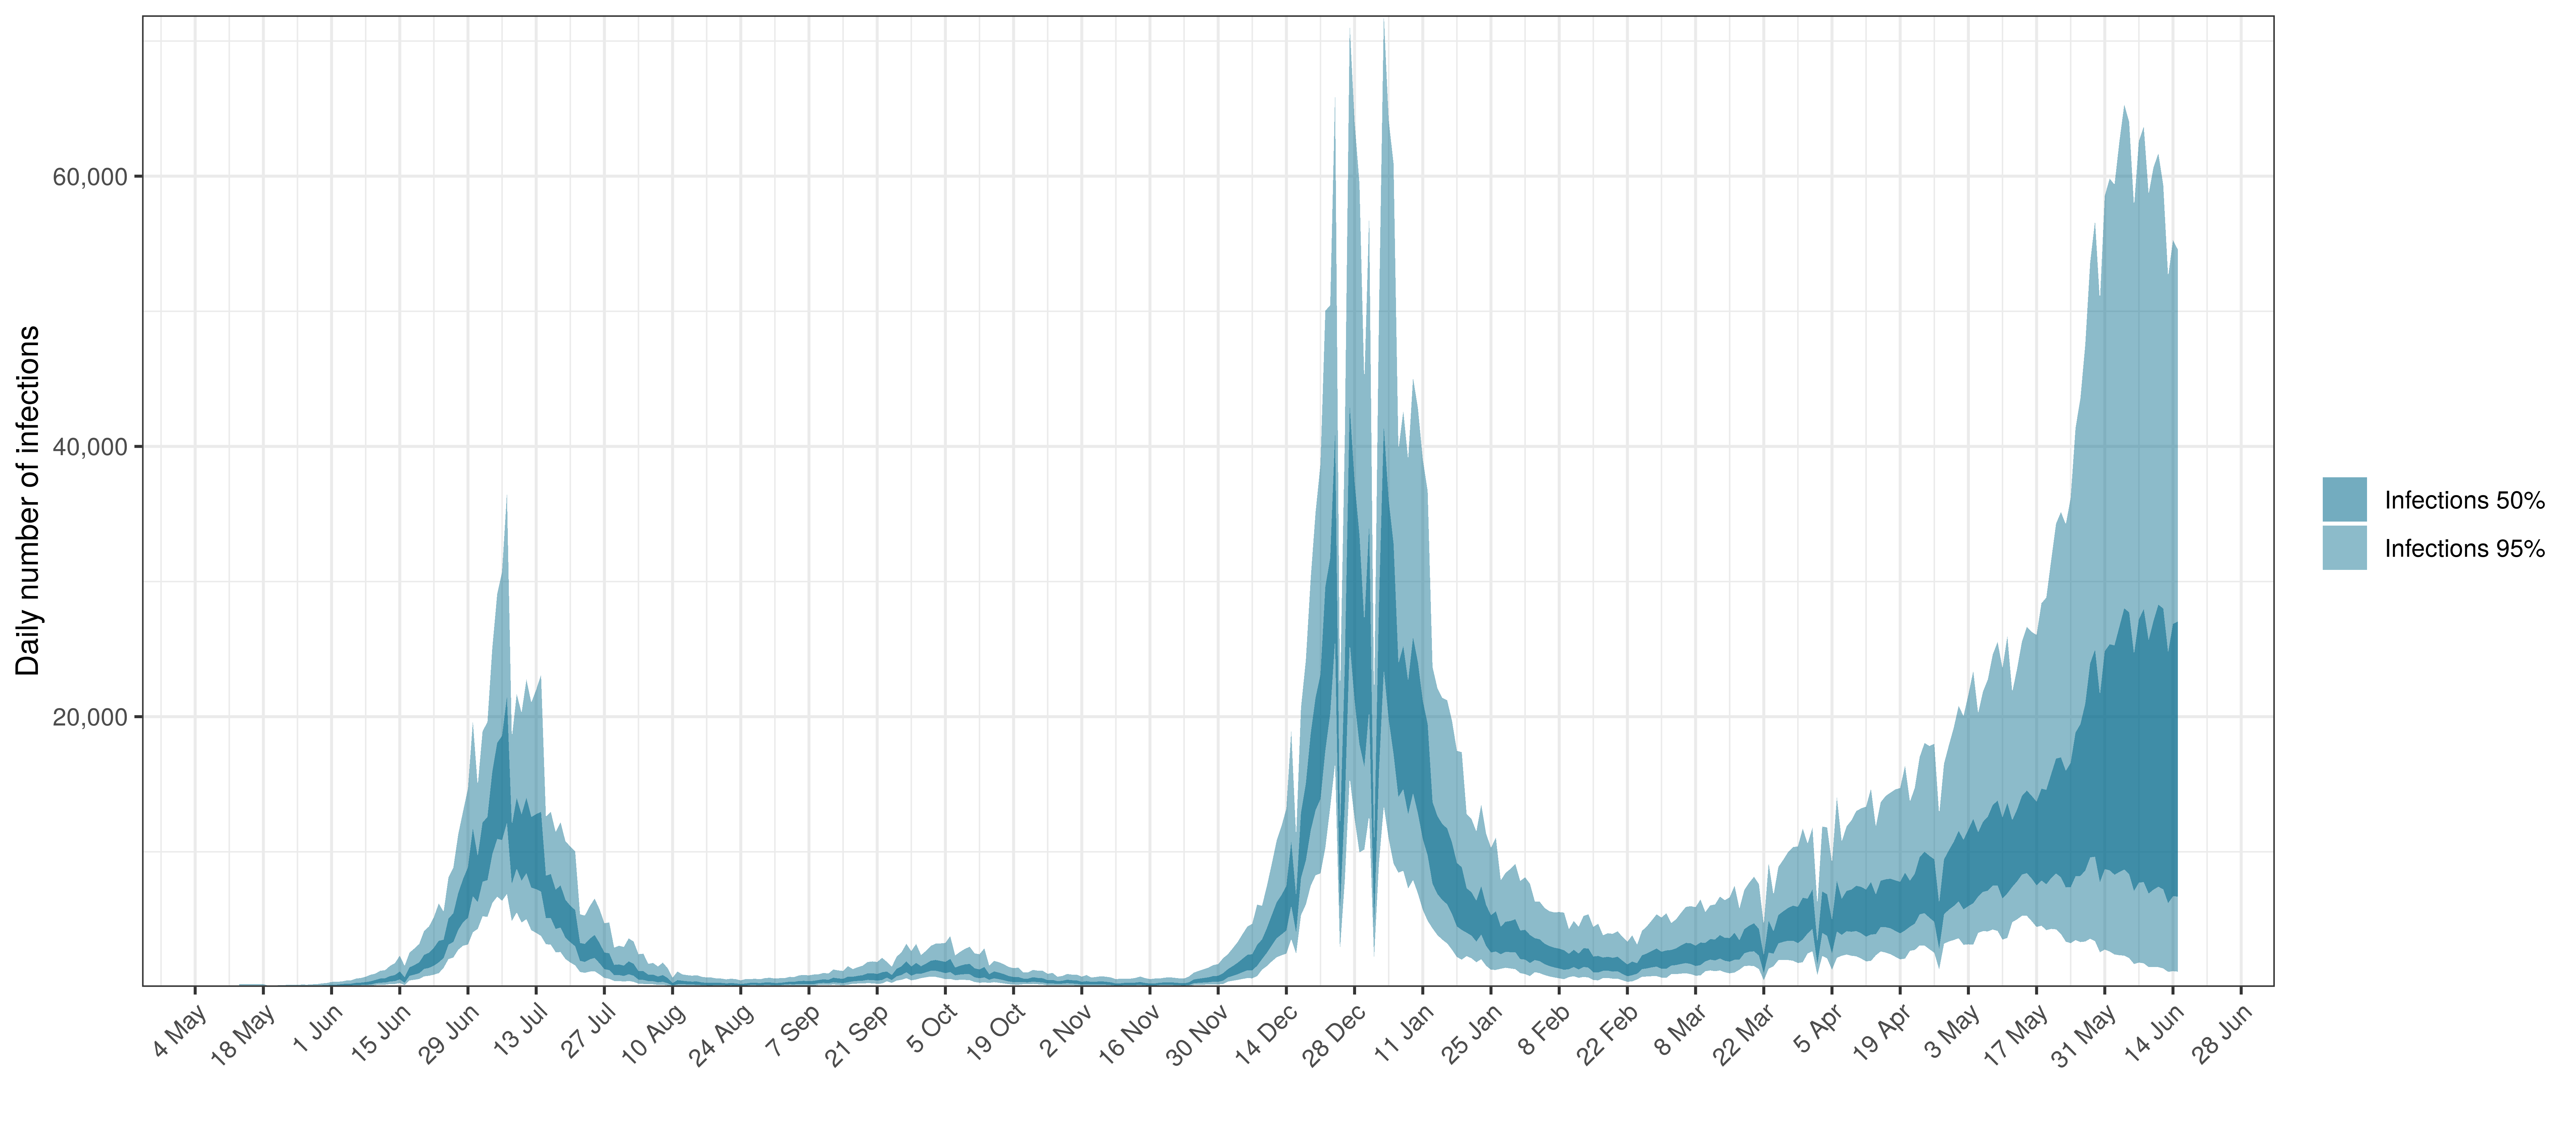 Daily number of infections
60,000
40,000
20,000
4 May
18 May
1 Jun
15 Jun
29 Jun
13 Jul
27 Jul
10 Aug
24 Aug
7 Sep
21 Sep
5 Oct
19 Oct
2 Nov
16 Nov
30 Nov
14 Dec
28 Dec
11 Jan
25 Jan
8 Feb
22 Feb
8 Mar
22 Mar
5 Apr
19 Apr
3 May
17 May
31 May
14 Jun
28 Jun
Infections 50%
Infections 95%